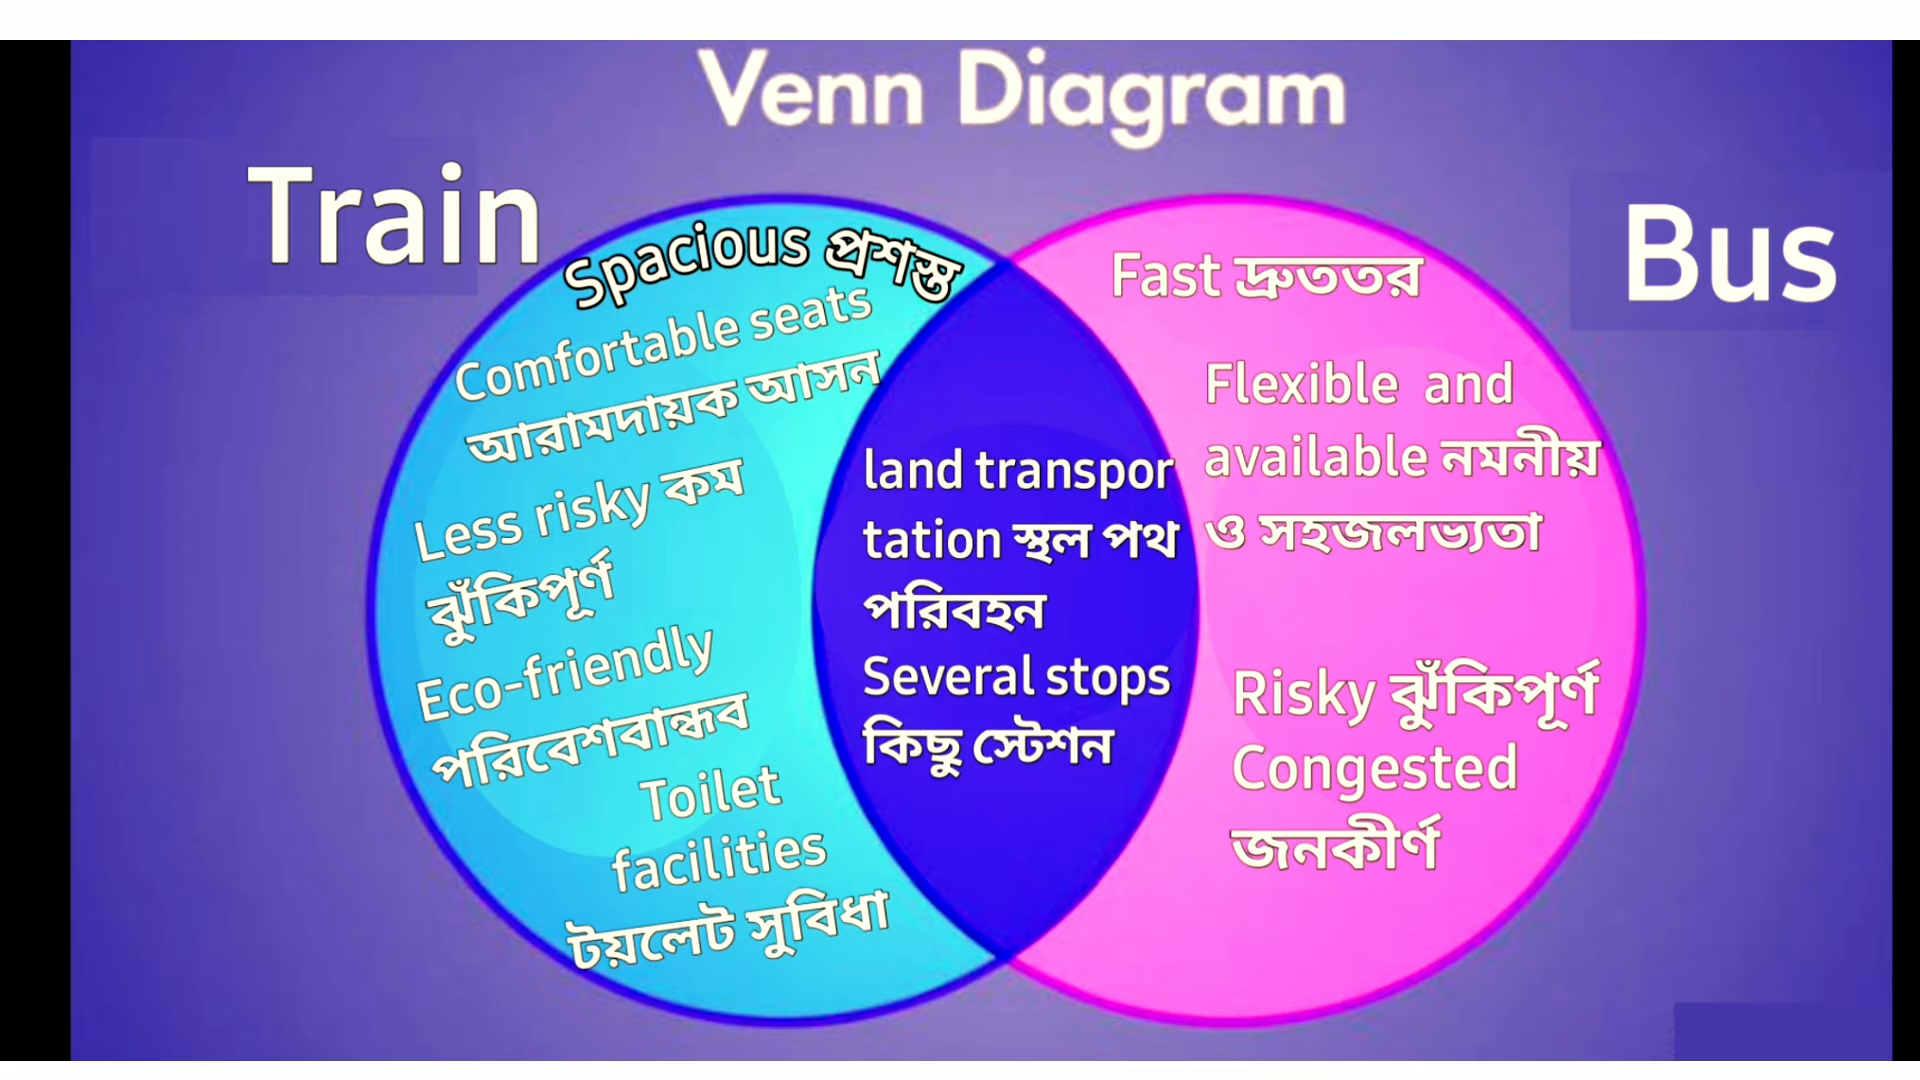 Venn Diagram
Train
Bus
Spacious প্রশস্ত
Comfortable seats
আরামদায়ক আসন
Less risky কম
ঝুঁকিপূর্ণ
Eco-friendly
পরিবেশবান্ধব
Toilet
facilities
টয়লেট সুবিধা
land transpor
tation স্থল পথ
পরিবহন
Several stops
কিছু স্টেশন
Fast দ্রুততর
Flexible and
available নমনীয়
ও সহজলভ্যতা
Risky ঝুঁকিপূর্ণ
Congested
জনকীর্ণ